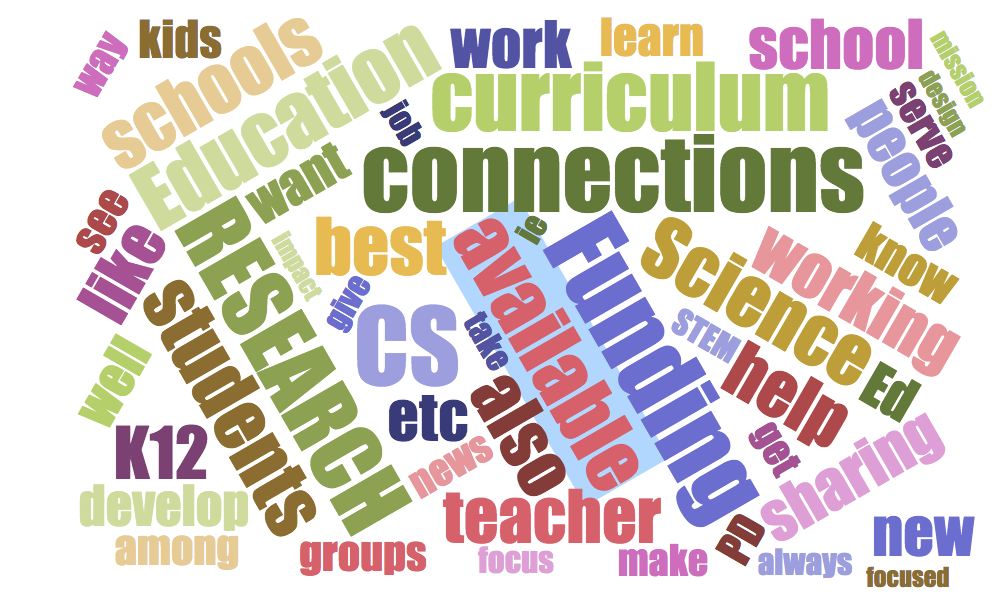 way
kids
schools
Education
work
learn
school
mission
design
serve
people
curriculum
job
connections
want
see
like
RESEARCH
impact
best
give
available
ie
Funding
Science
working
know
students
CS
take
STEM
help
Ed
well
K12
etc
also
news
get
sharing
develop
among
groups
teacher
focus
make
PD
always
new
focused